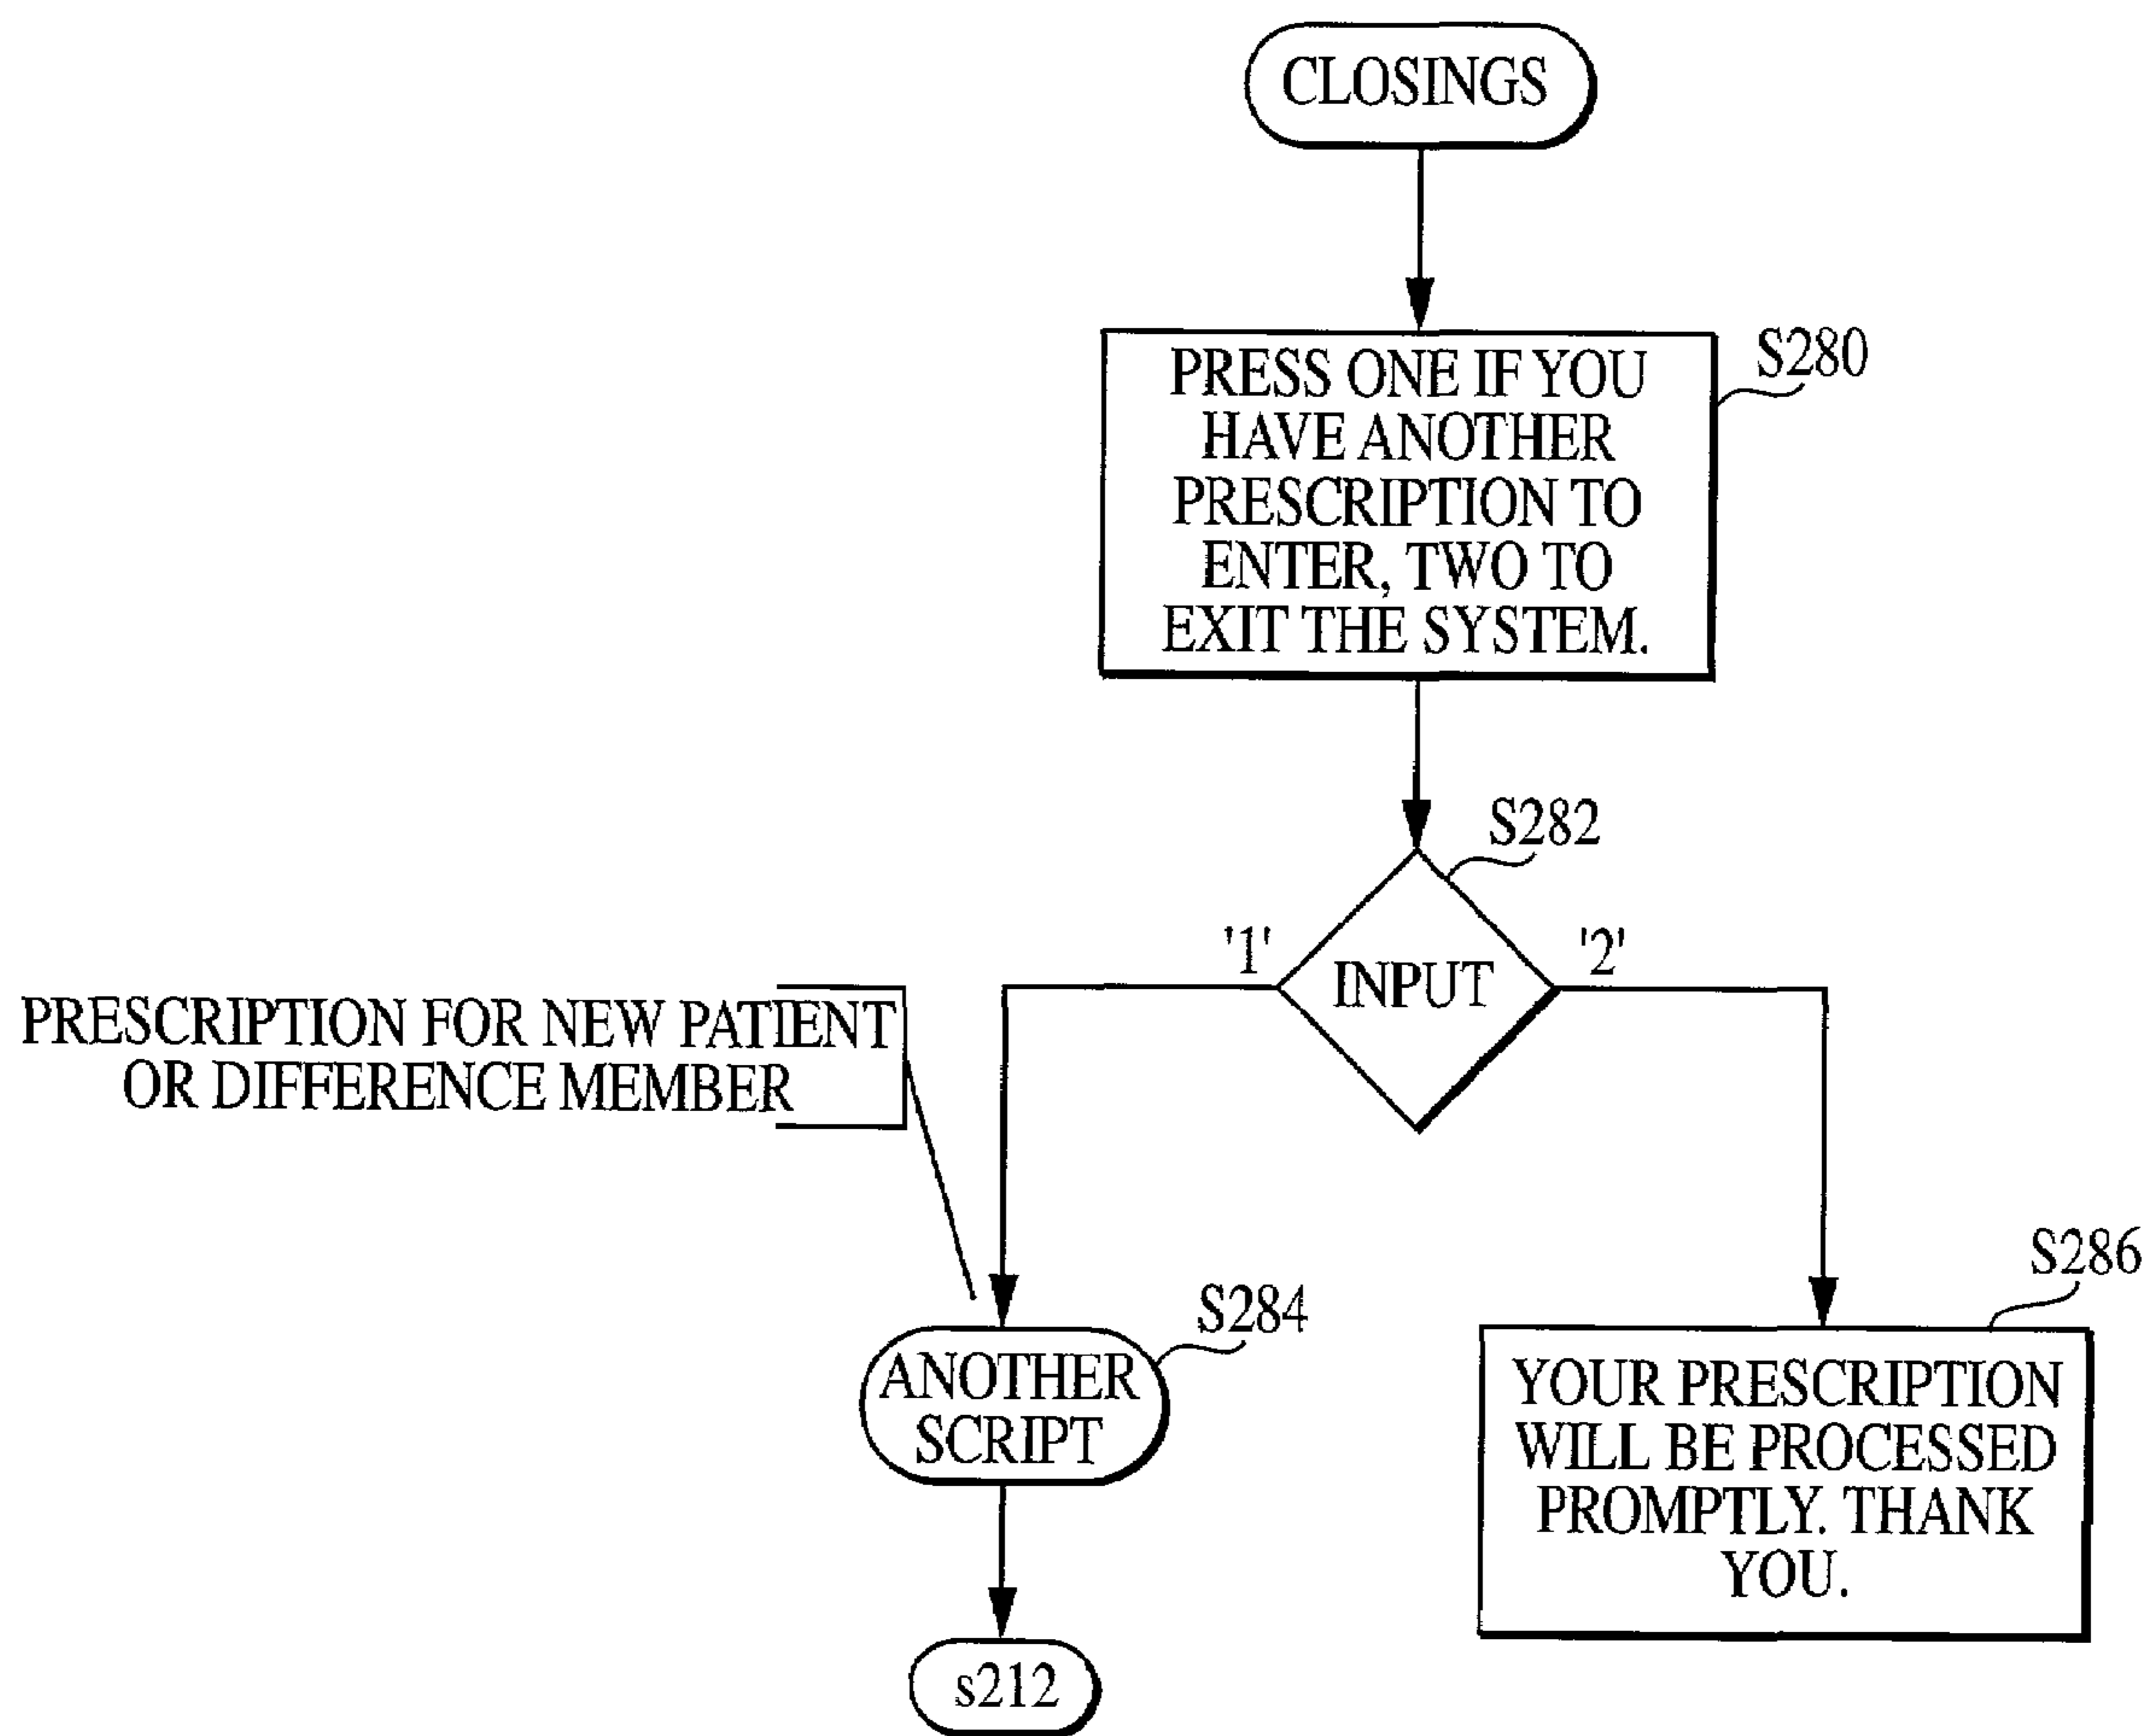 CLOSINGS
PRESS ONE IF YOU
HAVE ANOTHER
PRESCRIPTION TO
ENTER, TWO TO
EXIT THE SYSTEM.
S280
S282
'1'
INPUT
'2'
PRESCRIPTION FOR NEW PATIENT
OR DIFFERENCE MEMBER
S284
ANOTHER
SCRIPT
S286
YOUR PRESCRIPTION
WILL BE PROCESSED
PROMPTLY. THANK
YOU.
s212